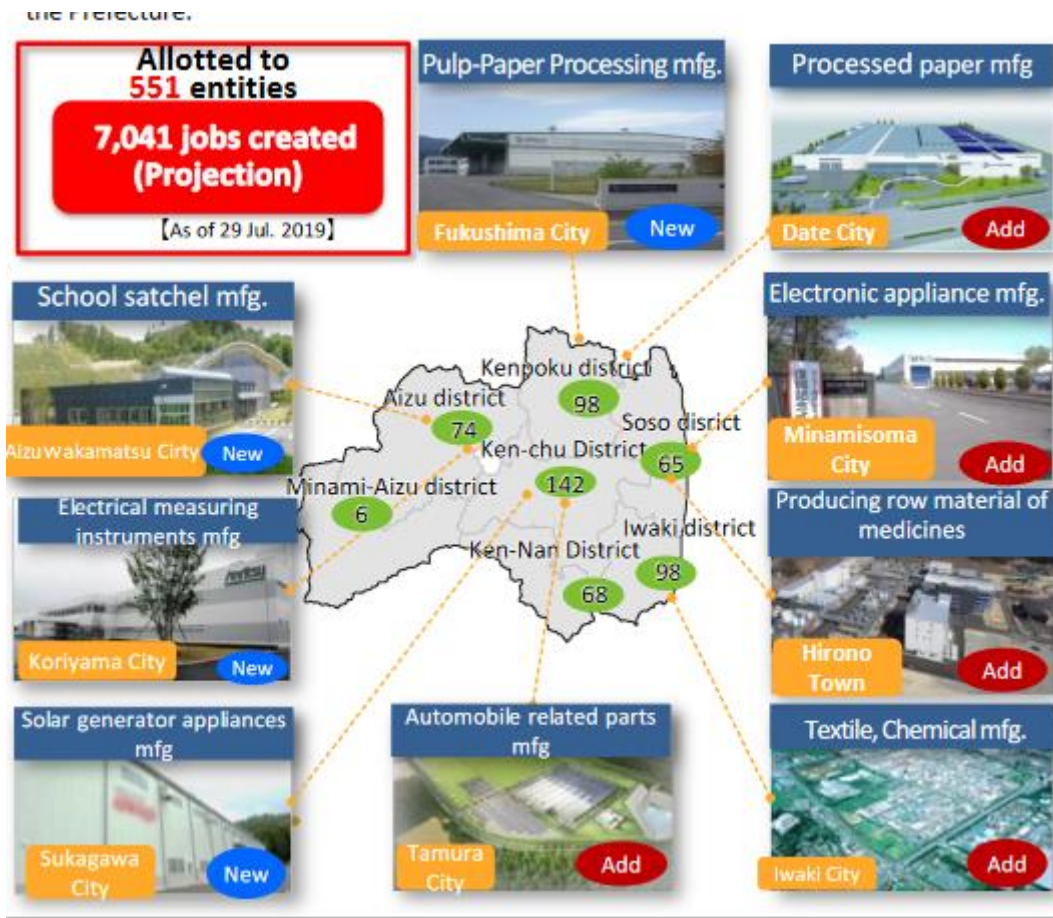 the Prefecture.
Allotted to
551 entities
7,041 jobs created
(Projection)
【As of 29 Jul. 2019】
Pulp-Paper Processing mfg.
Fukushima City
New
Processed paper mfg
Date City
Add
School satchel mfg.
AizuWakamatsu Cirty
New
Electronic appliance mfg.
Minamisoma
City
Add
Kenpoku district
98
Aizu district
74
Soso disrict
65
Ken-chu District
142
Minami-Aizu district
6
Iwaki district
98
Ken-Nan District
68
Electrical measuring
instruments mfg
Koriyama City
New
Producing row material of
medicines
Hirono
Town
Add
Solar generator appliances
mfg
Sukagawa
City
New
Automobile related parts
mfg
Tamura
City
Add
Textile, Chemical mfg.
Iwaki City
Add